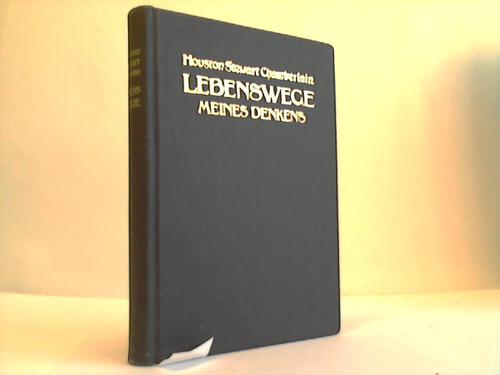 Houston Stewart Chamberlain
LEBENSWEGE
MEINES DENKENS